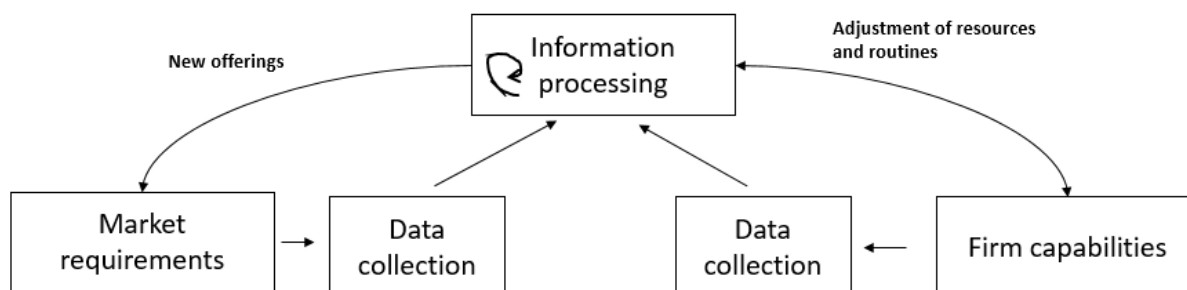 New offerings
Information
processing
Adjustment of resources
and routines
Market
requirements
Data
collection
Data
collection
Firm capabilities